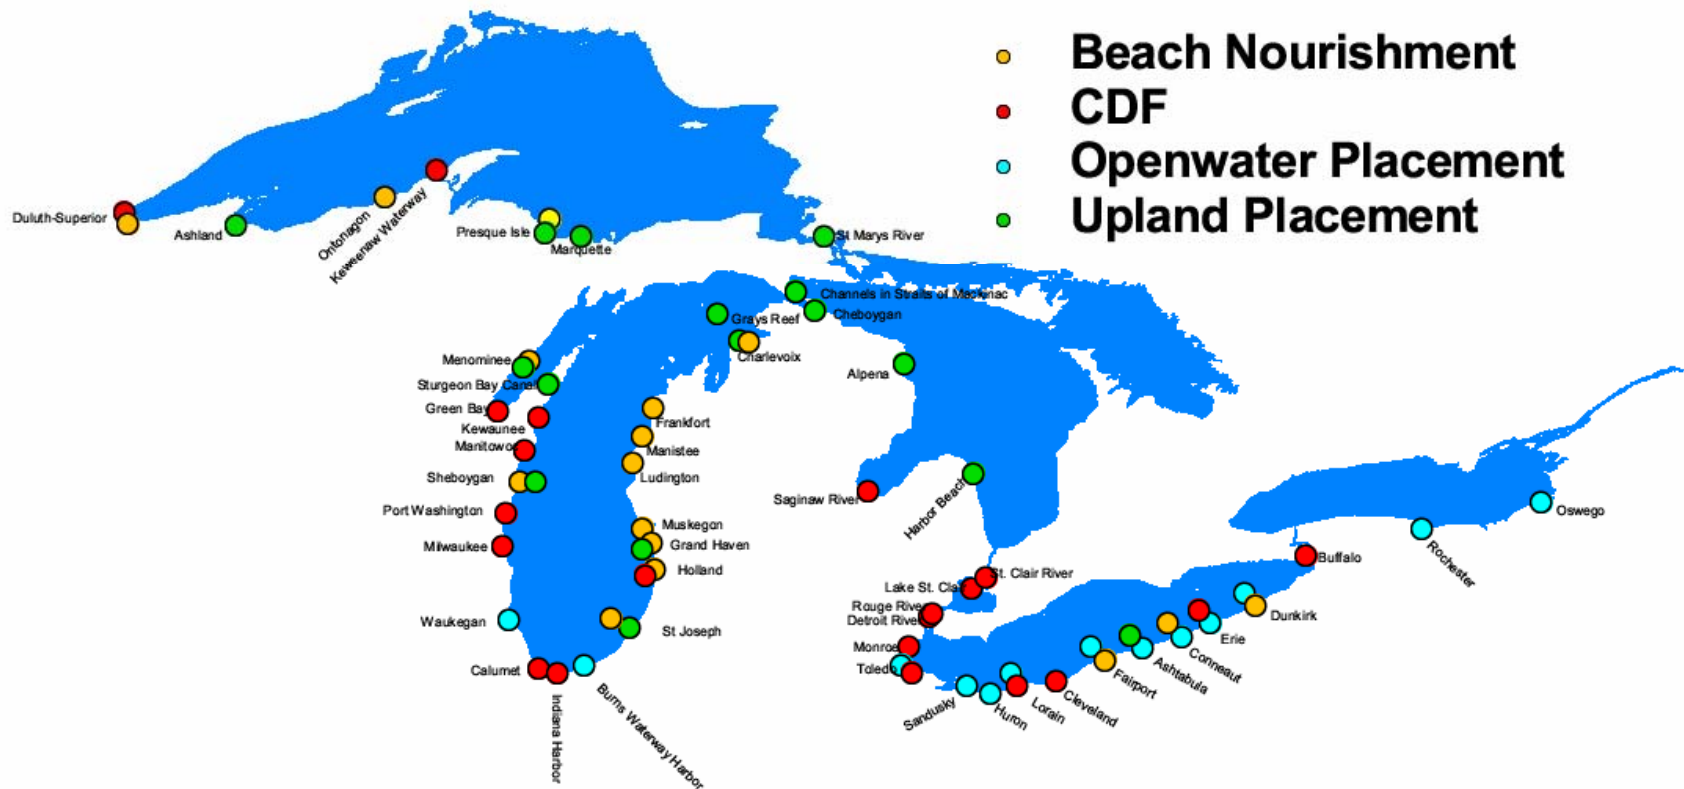 Beach Nourishment
CDF
Openwater Placement
Upland Placement
Duluth-Superior
Ashland
Ontonagon
Keweenaw Waterway
Presque Isle
Marquette
St Marys River
Channels in Straits of Mackinac
Cheboygan
Grays Reef
Charlevoix
Alpena
Menominee
Sturgeon Bay Canal
Green Bay
Kewaunee
Manitowoc
Sheboygan
Port Washington
Milwaukee
Waukegan
Calumet
Indiana Harbor
Burns Waterway Harbor
Frankfort
Manistee
Ludington
Muskegon
Grand Haven
Holland
St Joseph
Saginaw River
Harbor Beach
St. Clair River
Lake St. Clair
Rouge River
Detroit River
Monroe
Toledo
Sandusky
Huron
Lorain
Cleveland
Fairport
Ashtabula
Conneaut
Erie
Dunkirk
Buffalo
Rochester
Oswego